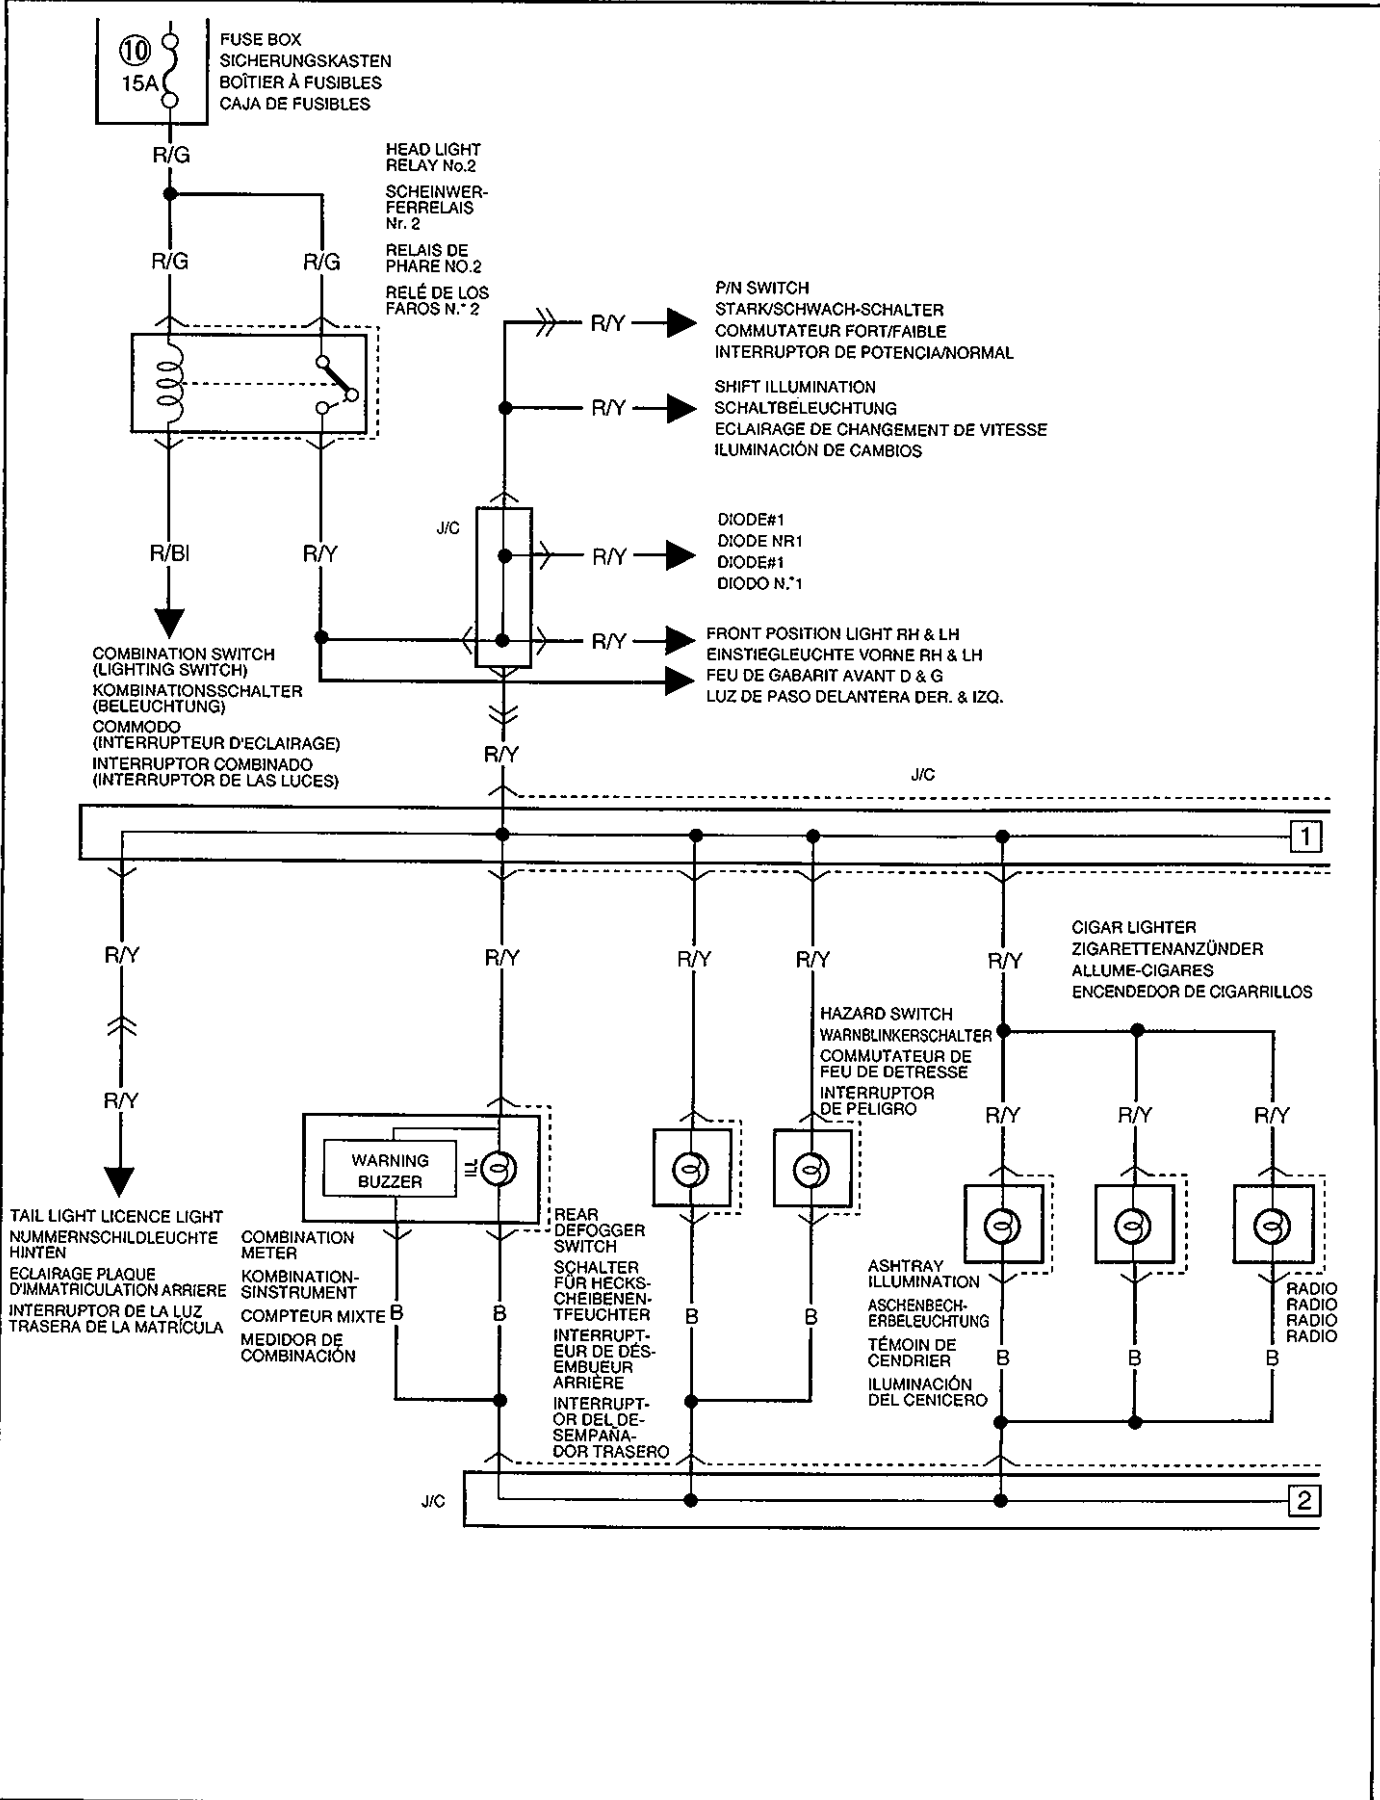 10
15A
FUSE BOX
SICHERUNGSKASTEN
BOÎTIER À FUSIBLES
CAJA DE FUSIBLES
R/G
HEAD LIGHT
RELAY No.2
SCHEINWER-
FERRELAIS
Nr. 2
RELAIS DE
PHARE NO.2
RELÉ DE LOS
FAROS N.° 2
R/G
R/G
R/Y
P/N SWITCH
STARK/SCHWACH-SCHALTER
COMMUTATEUR FORT/FAIBLE
INTERRUPTOR DE POTENCIA/NORMAL
R/Y
SHIFT ILLUMINATION
SCHALTBELEUCHTUNG
ECLAIRAGE DE CHANGEMENT DE VITESSE
ILUMINACIÓN DE CAMBIOS
J/C
R/Bl
R/Y
R/Y
DIODE#1
DIODE NR1
DIODE#1
DIODO N.°1
R/Y
FRONT POSITION LIGHT RH & LH
EINSTIEGLEUCHTE VORNE RH & LH
FEU DE GABARIT AVANT D & G
LUZ DE PASO DELANTERA DER. & IZQ.
COMBINATION SWITCH
(LIGHTING SWITCH)
KOMBINATIONSSCHALTER
(BELEUCHTUNG)
COMMODO
(INTERRUPTEUR D'ECLAIRAGE)
INTERRUPTOR COMBINADO
(INTERRUPTOR DE LAS LUCES)
R/Y
J/C
1
R/Y
R/Y
R/Y
R/Y
R/Y
CIGAR LIGHTER
ZIGARETTENANZÜNDER
ALLUME-CIGARES
ENCENDEDOR DE CIGARRILLOS
HAZARD SWITCH
WARNBLINKERSCHALTER
COMMUTATEUR DE
FEU DE DETRESSE
INTERRUPTOR
DE PELIGRO
R/Y
R/Y
R/Y
R/Y
WARNING
BUZZER
ILL
TAIL LIGHT LICENCE LIGHT
NUMMERNSCHILDLEUCHTE
HINTEN
ECLAIRAGE PLAQUE
D'IMMATRICULATION ARRIERE
INTERRUPTOR DE LA LUZ
TRASERA DE LA MATRÍCULA
COMBINATION
METER
KOMBINATION-
SINSTRUMENT
COMPTEUR MIXTE
MEDIDOR DE
COMBINACIÓN
B
B
REAR
DEFOGGER
SWITCH
SCHALTER
FÜR HECKS-
CHEIBENEN-
TFEUCHTER
INTERRUPT-
EUR DE DÉS-
EMBUEUR
ARRIÈRE
INTERRUPT-
OR DEL DE-
SEMPAÑA-
DOR TRASERO
B
B
ASHTRAY
ILLUMINATION
ASCHENBECH-
ERBELEUCHTUNG
TÉMOIN DE
CENDRIER
ILUMINACIÓN
DEL CENICERO
B
B
B
RADIO
RADIO
RADIO
RADIO
J/C
2